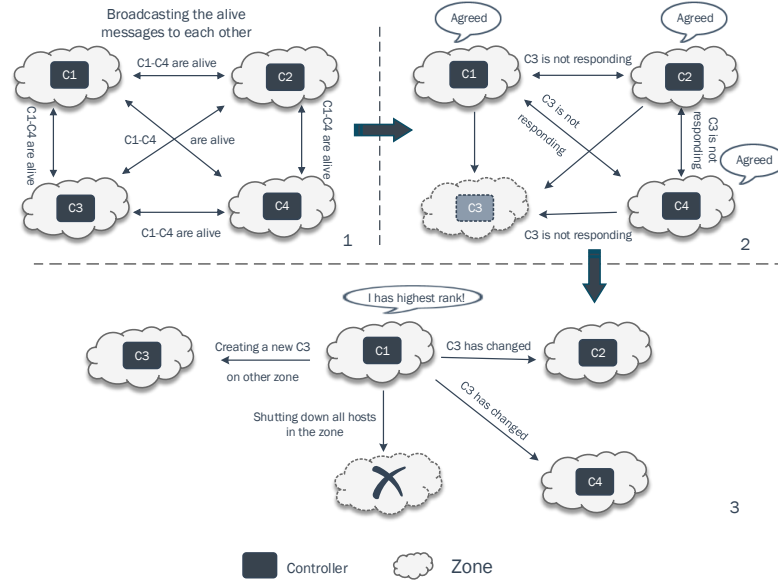 Broadcasting the alive
messages to each other
C1
C1-C4 are alive
C2
C1-C4 are alive
C1-C4
are alive
C1-C4 are alive
C3
C4
C1-C4 are alive
1
Agreed
Agreed
C1
C3 is not responding
C2
C3 is not
responding
C3 is not
responding
Agreed
C3
C4
C3 is not responding
2
I has highest rank!
C3
Creating a new C3
on other zone
C1
C3 has changed
C2
Shutting down all hosts
in the zone
C3 has changed
C4
3
Controller
Zone